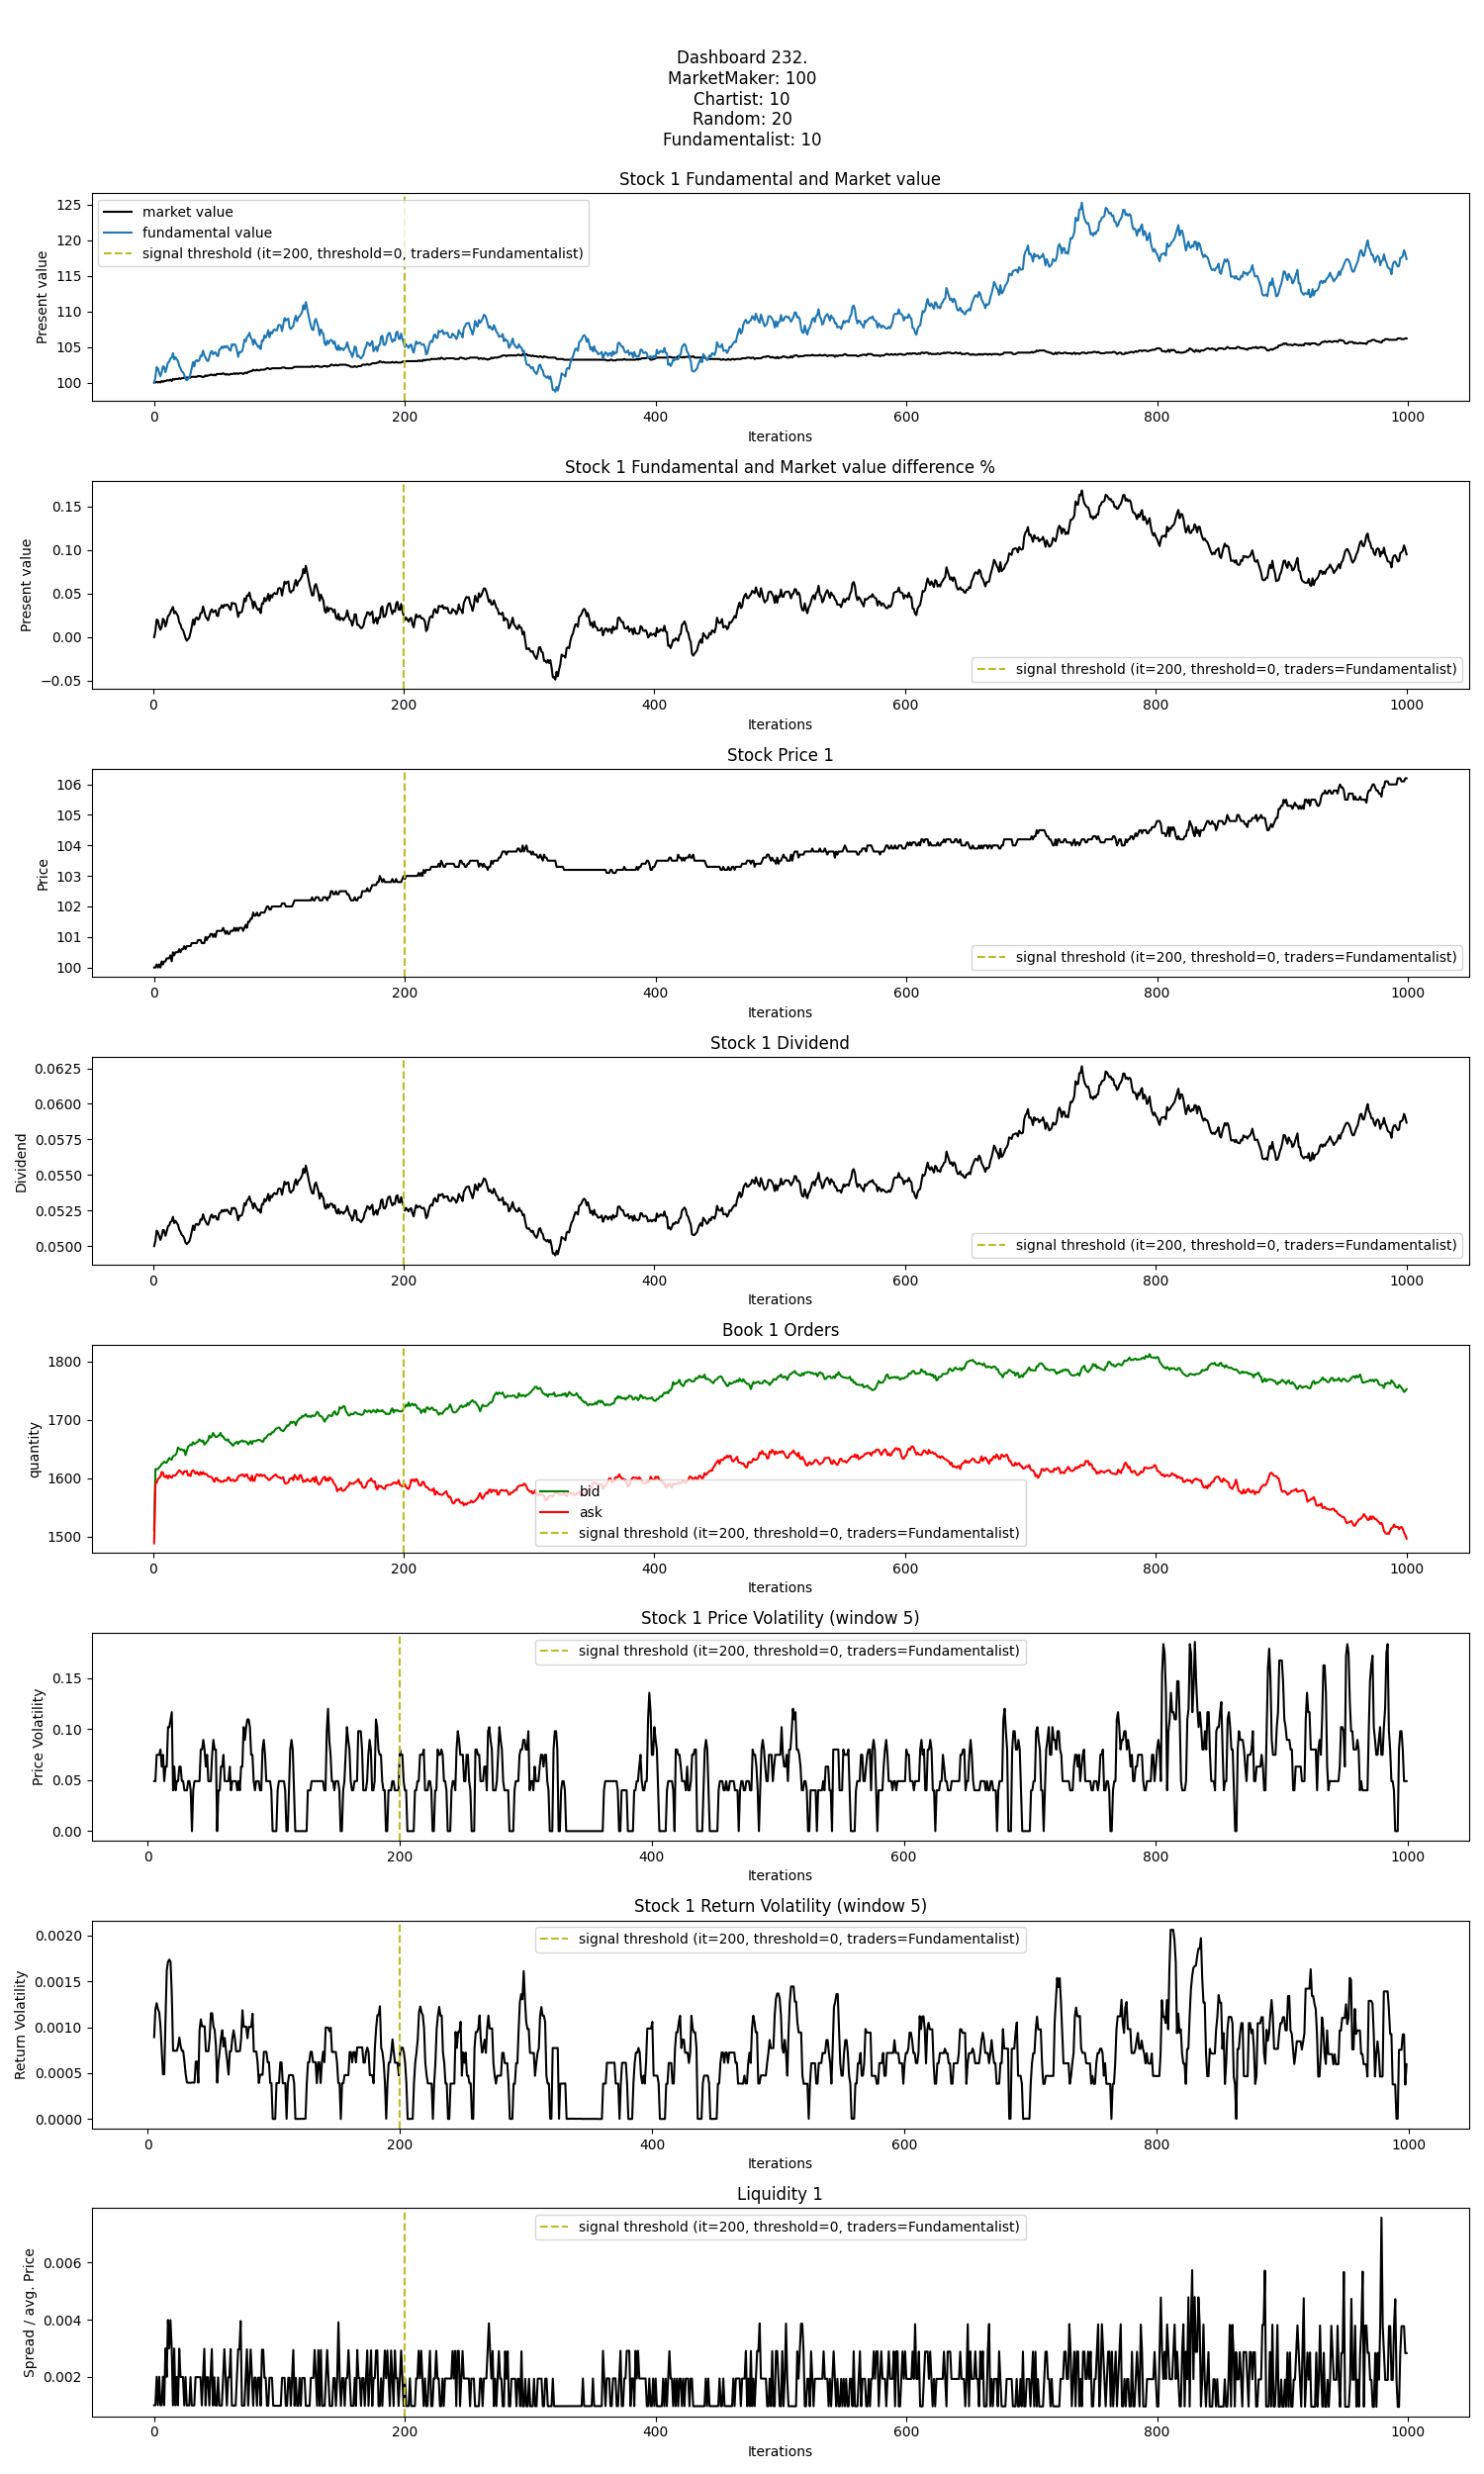 Dashboard 232.
MarketMaker: 100
Chartist: 10
Random: 20
Fundamentalist: 10
Stock 1 Fundamental and Market value
125
120
115
110
105
100
Present value
market value
fundamental value
signal threshold (it=200, threshold=0, traders=Fundamentalist)
0 200 400 600 800 1000
Iterations
Stock 1 Fundamental and Market value difference %
0.15
0.10
0.05
0.00
−0.05
Present value
signal threshold (it=200, threshold=0, traders=Fundamentalist)
0 200 400 600 800 1000
Iterations
Stock Price 1
106
105
104
103
102
101
100
Price
signal threshold (it=200, threshold=0, traders=Fundamentalist)
0 200 400 600 800 1000
Iterations
Stock 1 Dividend
0.0625
0.0600
0.0575
0.0550
0.0525
0.0500
Dividend
signal threshold (it=200, threshold=0, traders=Fundamentalist)
0 200 400 600 800 1000
Iterations
Book 1 Orders
1800
1700
1600
1500
quantity
bid
ask
signal threshold (it=200, threshold=0, traders=Fundamentalist)
0 200 400 600 800 1000
Iterations
Stock 1 Price Volatility (window 5)
signal threshold (it=200, threshold=0, traders=Fundamentalist)
0.15
0.10
0.05
0.00
Price Volatility
0 200 400 600 800 1000
Iterations
Stock 1 Return Volatility (window 5)
signal threshold (it=200, threshold=0, traders=Fundamentalist)
0.0020
0.0015
0.0010
0.0005
0.0000
Return Volatility
0 200 400 600 800 1000
Iterations
Liquidity 1
signal threshold (it=200, threshold=0, traders=Fundamentalist)
0.006
0.004
0.002
Spread / avg. Price
0 200 400 600 800 1000
Iterations